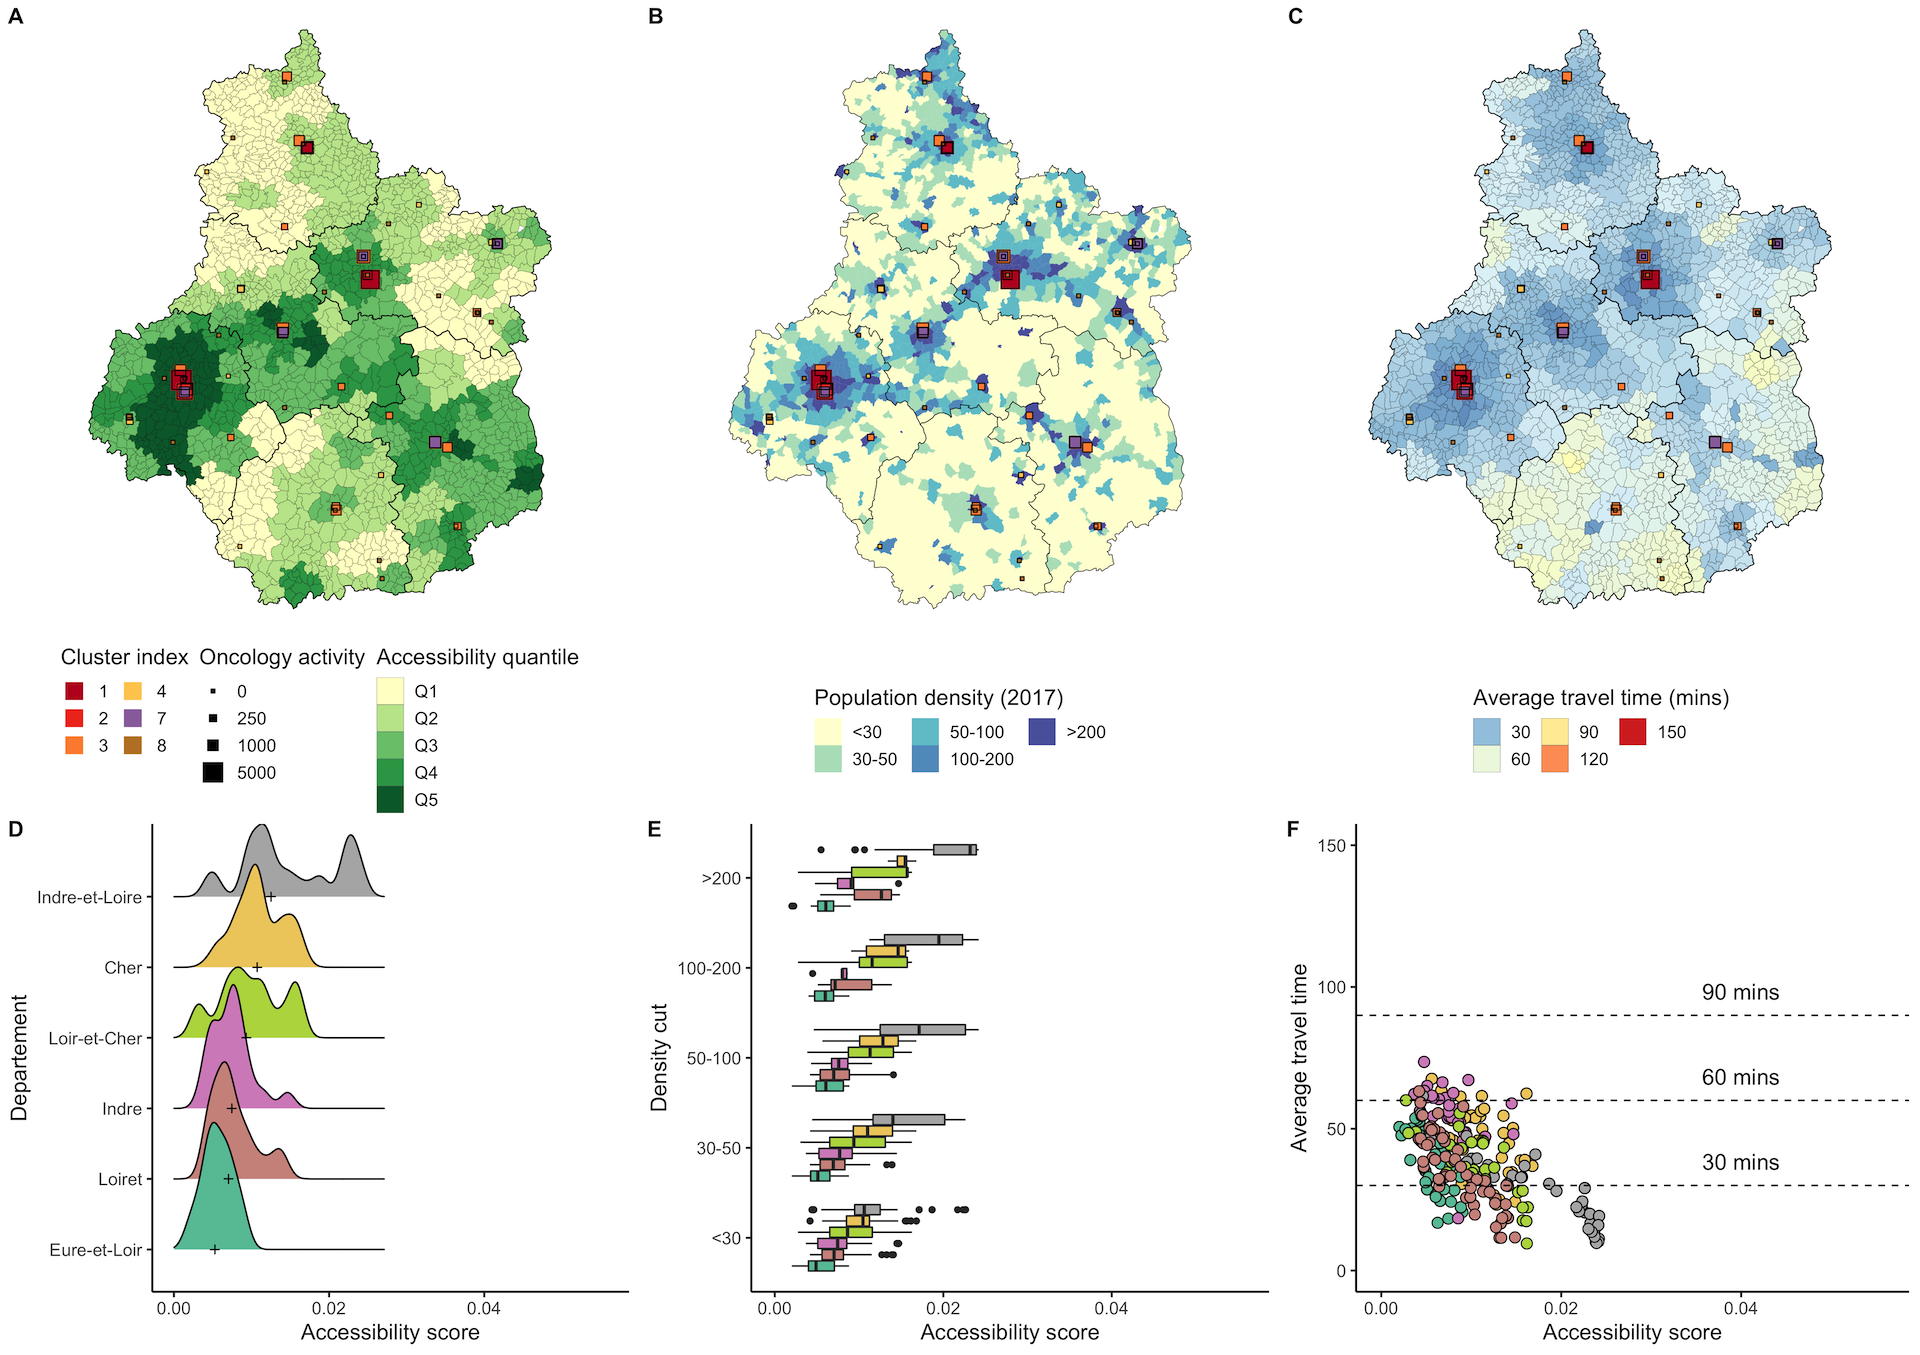 A
B
C
Cluster index
1
2
3
4
7
8
Oncology activity
0
250
1000
5000
Accessibility quantile
Q1
Q2
Q3
Q4
Q5
Population density (2017)
<30
30-50
50-100
100-200
>200
Average travel time (mins)
30
60
90
120
150
D
Departement
Indre-et-Loire
Cher
Loir-et-Cher
Indre
Loiret
Eure-et-Loir
0.00
0.02
0.04
Accessibility score
E
Density cut
>200
100-200
50-100
30-50
<30
0.00
0.02
0.04
Accessibility score
F
Average travel time
150
100
50
0
90 mins
60 mins
30 mins
0.00
0.02
0.04
Accessibility score